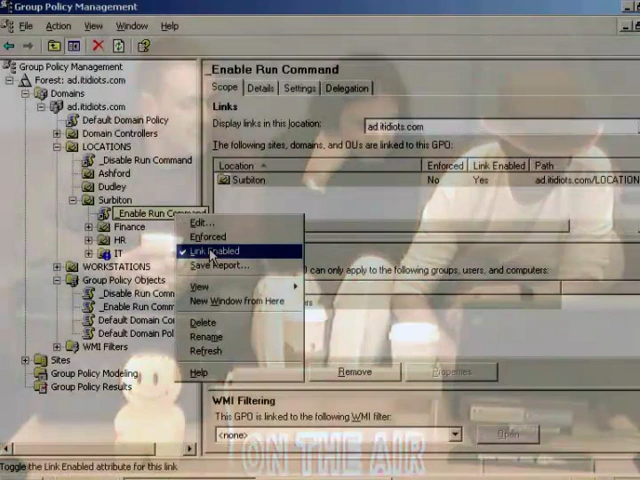 Group Policy Management
File Action View Window Help
Group Policy Management
Forest: ad.itidiots.com
Domains
ad.itidiots.com
Default Domain Policy
Domain Controllers
LOCATIONS
_Disable Run Command
Ashford
Dudley
Surbiton
_Enable Run Command
Finance
HR
IT
WORKSTATIONS
Group Policy Objects
_Disable Run Com
_Enable Run Comm
Default Domain Co
Default Domain Pol
WMI Filters
Sites
Group Policy Modeling
Group Policy Results
Edit...
Enforced
Link Enabled
Save Report...
View
New Window from Here
Delete
Rename
Refresh
Help
_Enable Run Command
Scope Details Settings Delegation
Links
Display links in this location: ad.itidiots.com
The following sites, domains, and OUs are linked to this GPO:
Location Enforced Link Enabled Path
Surbiton No Yes ad.itidiots.com/LOCATION
can only apply to the following groups, users, and computers:
Remove Properties
WMI Filtering
This GPO is linked to the following WMI filter:
<none> Open
ON THE AIR
Toggle the Link Enabled attribute for this link